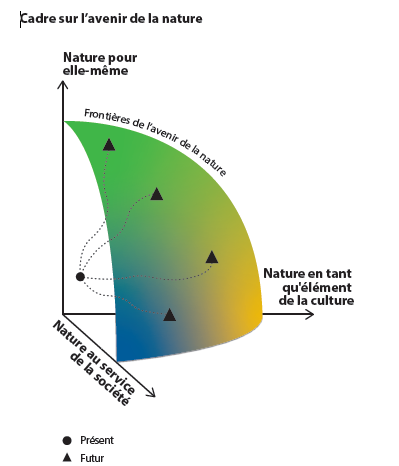 Cadre sur l’avenir de la nature
Nature pour
elle-même
Frontières de l'avenir de la nature
Nature en tant
qu'élément
de la culture
Nature au service
de la société
Présent
Futur